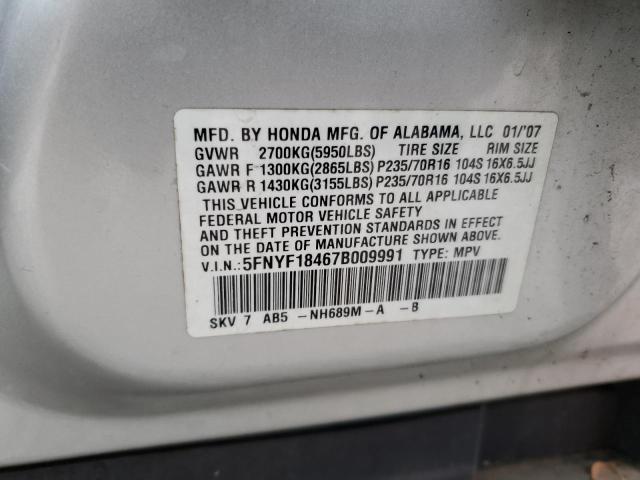 MFD. BY HONDA MFG. OF ALABAMA, LLC 01/'07
GVWR 2700KG(5950LBS) TIRE SIZE RIM SIZE
GAWR F 1300KG(2865LBS) P235/70R16 104S 16X6.5JJ
GAWR R 1430KG(3155LBS) P235/70R16 104S 16X6.5JJ
THIS VEHICLE CONFORMS TO ALL APPLICABLE
FEDERAL MOTOR VEHICLE SAFETY
AND THEFT PREVENTION STANDARDS IN EFFECT
ON THE DATE OF MANUFACTURE SHOWN ABOVE.
V.I.N.: 5FNYF18467B009991 TYPE: MPV
SKV 7 AB5 -NH689M-A -B